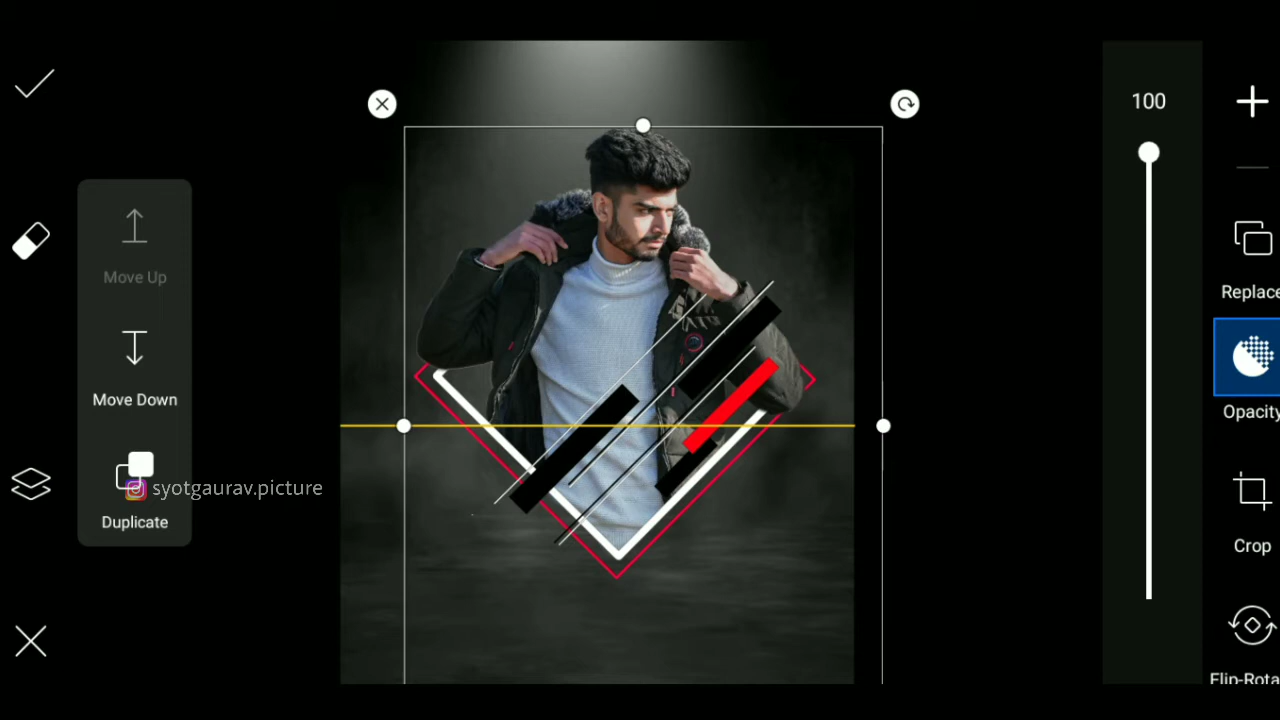 100
Move Up
Replace
Move Down
Opacity
syotgaurav.picture
Duplicate
Crop
Flip-Rota